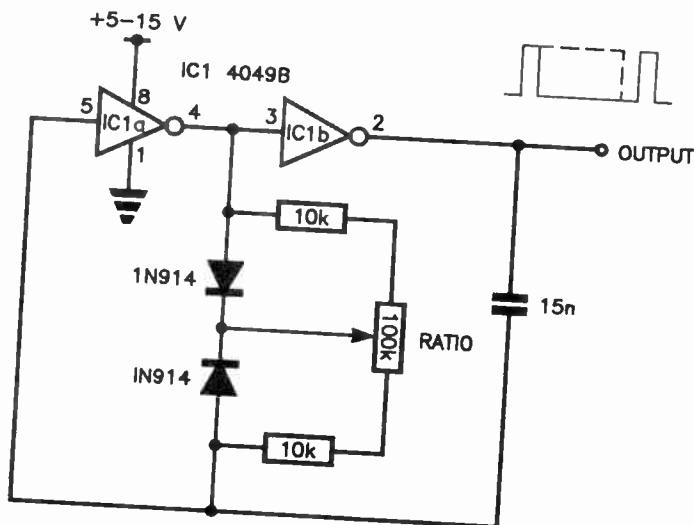 +5-15 V
IC1 4049B
8
5
IC1a
4
1
3
IC1b
2
OUTPUT
10k
1N914
100k
RATIO
15n
IN914
10k